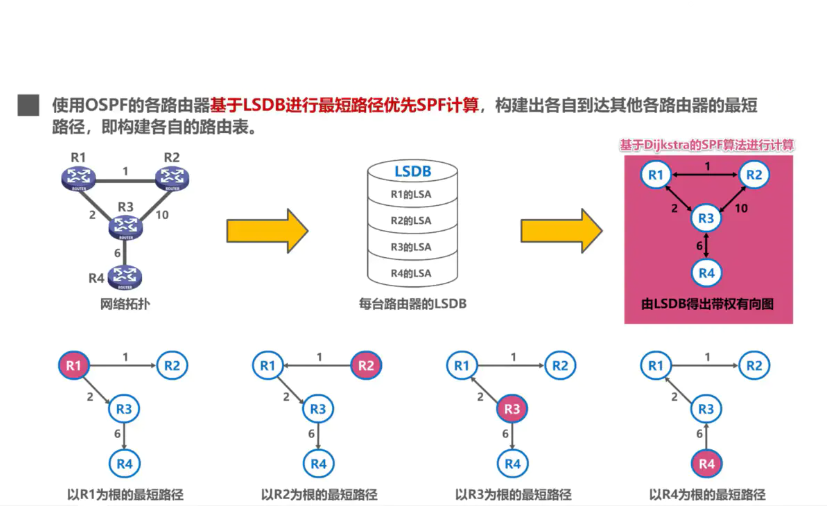 使用OSPF的各路由器基于LSDB进行最短路径优先SPF计算，构建出各自到达其他各路由器的最短
路径，即构建各自的路由表。
基于Dijkstra的SPF算法进行计算
R1
R2
1
2
R3
10
6
R4
网络拓扑
LSDB
R1的LSA
R2的LSA
R3的LSA
R4的LSA
每台路由器的LSDB
R1
1
R2
2
10
R3
6
R4
由LSDB得出带权有向图
R1
1
R2
2
R3
6
R4
以R1为根的最短路径
R1
1
R2
2
R3
6
R4
以R2为根的最短路径
R1
1
R2
2
R3
6
R4
以R3为根的最短路径
R1
1
R2
2
R3
6
R4
以R4为根的最短路径